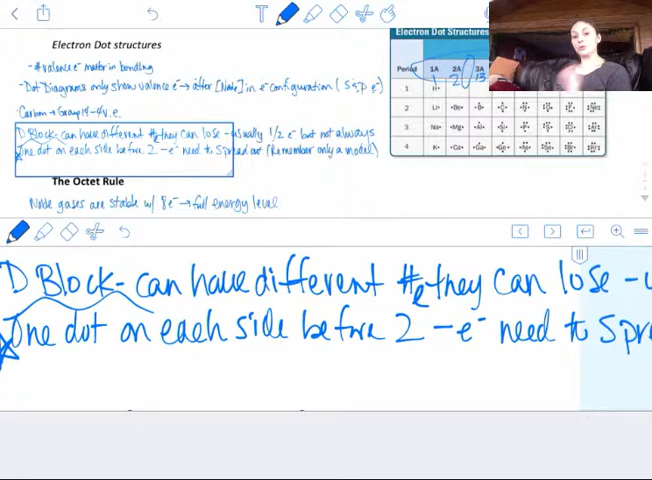 Electron Dot structures
- # valence e⁻ matter in bonding
- Dot Diagrams only show valence e⁻ → after [Noble] in e⁻ configuration (s;p e⁻)
Carbon → Group 14 - 4 v.e.
D Block - can have different #e they can lose - usually 1/2 e⁻ but not always
One dot on each side before 2 - e⁻ need to spread out (Remember only a model)
The Octet Rule
Noble gases are stable w/ 8e⁻ → full energy level
Electron Dot Structures
Period 1A 2A 3A
1 2 13
1 H·
2 Li· ·Be·
3 Na· ·Mg·
4 K· ·Ca·
D Block - can have different #e they can lose - u
One dot on each side before 2 - e⁻ need to Spre